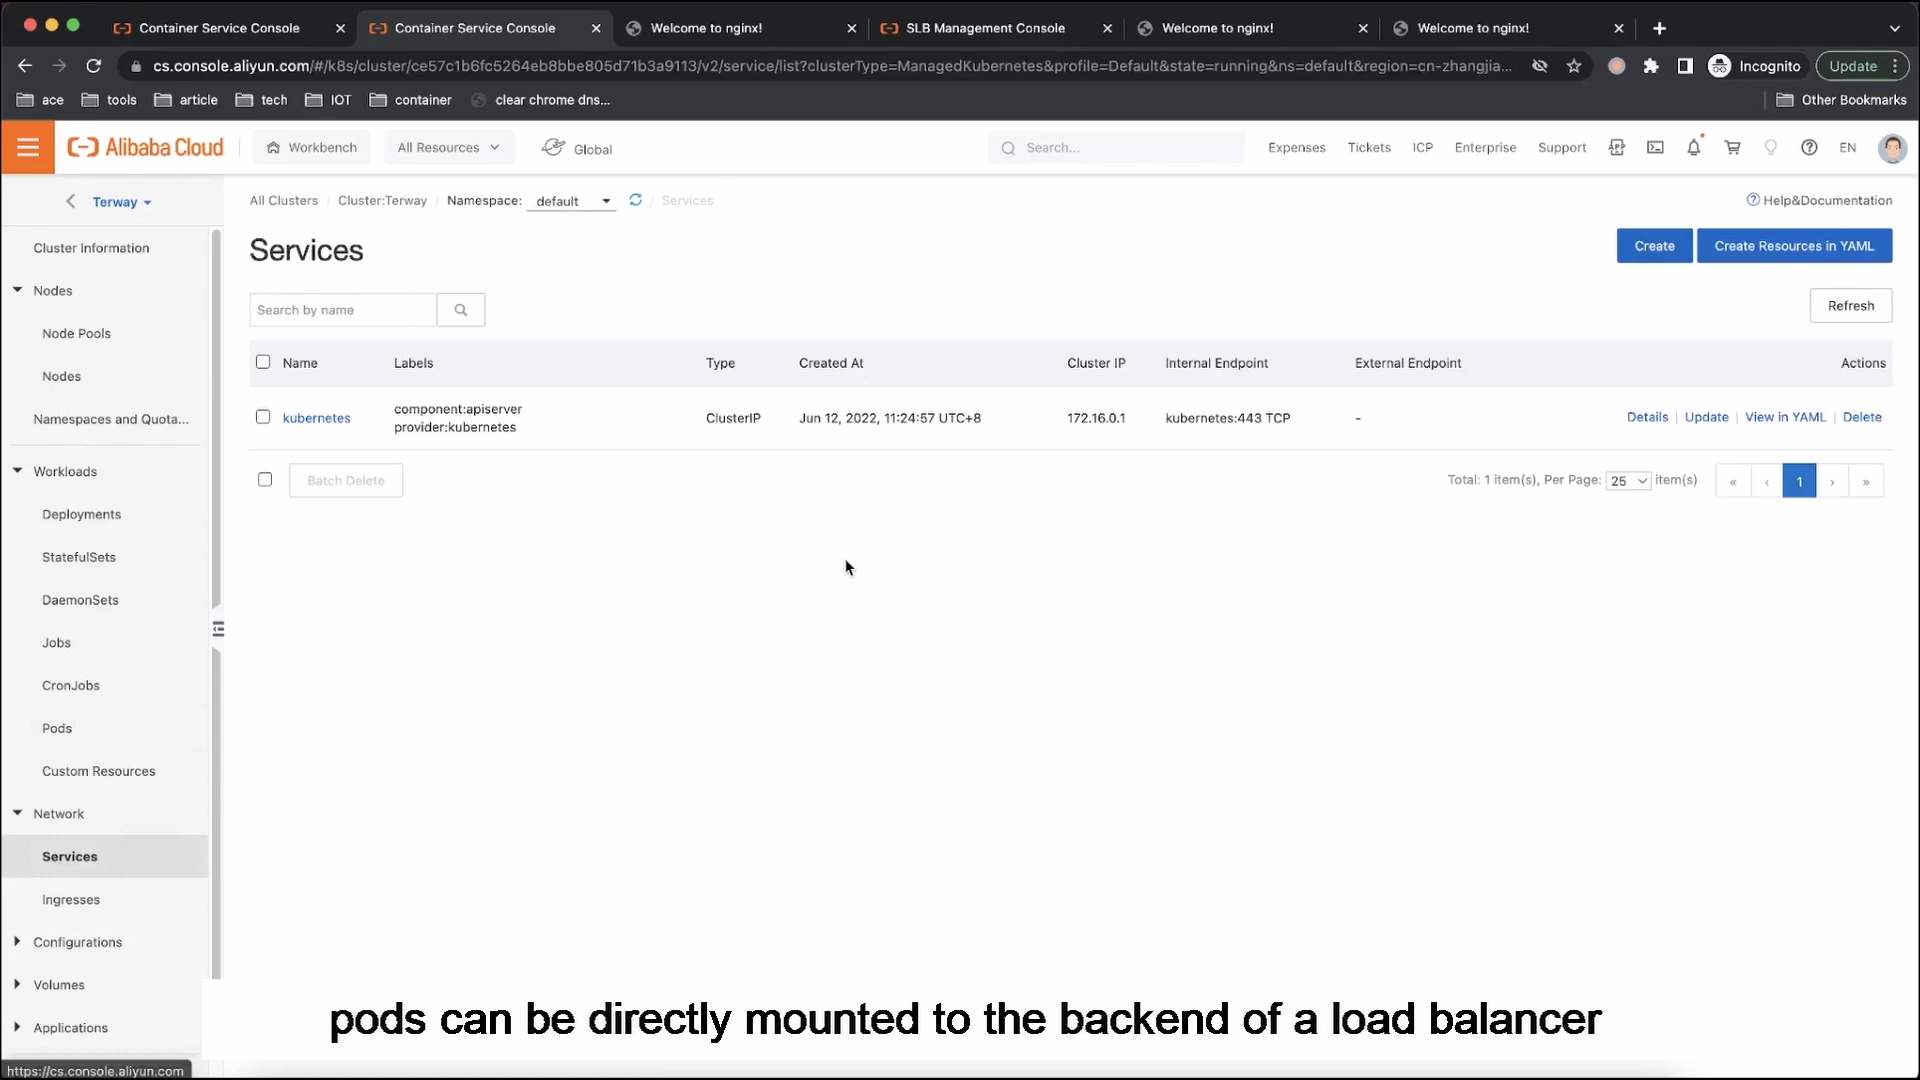 Container Service Console
Container Service Console
Welcome to nginx!
SLB Management Console
Welcome to nginx!
Welcome to nginx!
cs.console.aliyun.com/#/k8s/cluster/ce57c1b6fc5264eb8bbe805d71b3a9113/v2/service/list?clusterType=ManagedKubernetes&profile=Default&state=running&ns=default&region=cn-zhangjia...
Incognito
Update
ace
tools
article
tech
IOT
container
clear chrome dns...
Other Bookmarks
Alibaba Cloud
Workbench
All Resources
Global
Search...
Expenses
Tickets
ICP
Enterprise
Support
EN
Terway
All Clusters / Cluster:Terway / Namespace: default / Services
Help&Documentation
Cluster Information
Nodes
Node Pools
Nodes
Namespaces and Quota...
Workloads
Deployments
StatefulSets
DaemonSets
Jobs
CronJobs
Pods
Custom Resources
Network
Services
Ingresses
Configurations
Volumes
Applications
https://cs.console.aliyun.com
Services
Create
Create Resources in YAML
Search by name
Refresh
Name Labels Type Created At Cluster IP Internal Endpoint External Endpoint Actions
kubernetes component:apiserver ClusterIP Jun 12, 2022, 11:24:57 UTC+8 172.16.0.1 kubernetes:443 TCP - Details | Update | View in YAML | Delete
provider:kubernetes
Batch Delete
Total: 1 item(s), Per Page: 25 item(s) « ‹ 1 › »
pods can be directly mounted to the backend of a load balancer